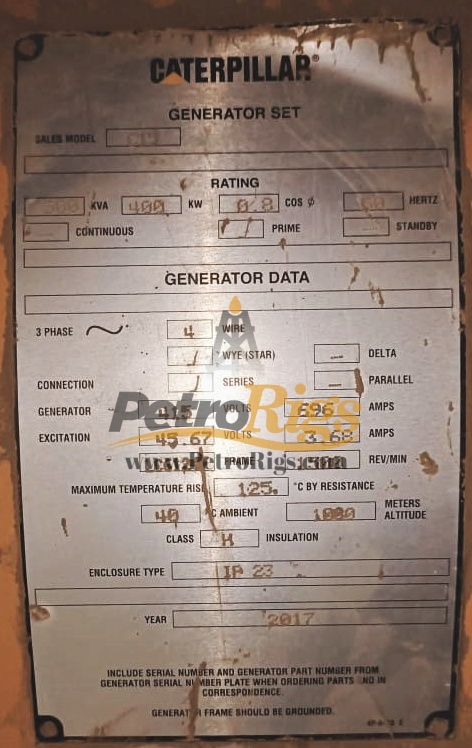 CATERPILLAR®
GENERATOR SET
SALES MODEL
RATING
KVA 400 KW 0.8 COS Ø HERTZ
CONTINUOUS / PRIME STANDBY
GENERATOR DATA
3 PHASE 4 WIRE
/ WYE (STAR) — DELTA
CONNECTION / SERIES — PARALLEL
GENERATOR 415 VOLTS 696 AMPS
PetroRigs
EXCITATION 45.67 VOLTS 3.68 AMPS
FRAME 1500 REV/MIN
www.PetroRigs.com
MAXIMUM TEMPERATURE RISE 125. °C BY RESISTANCE
40 °C AMBIENT 1000 METERS ALTITUDE
CLASS H INSULATION
ENCLOSURE TYPE IP 23
YEAR 2017
INCLUDE SERIAL NUMBER AND GENERATOR PART NUMBER FROM
GENERATOR SERIAL NUMBER PLATE WHEN ORDERING PARTS AND IN
CORRESPONDENCE.
GENERATOR FRAME SHOULD BE GROUNDED.